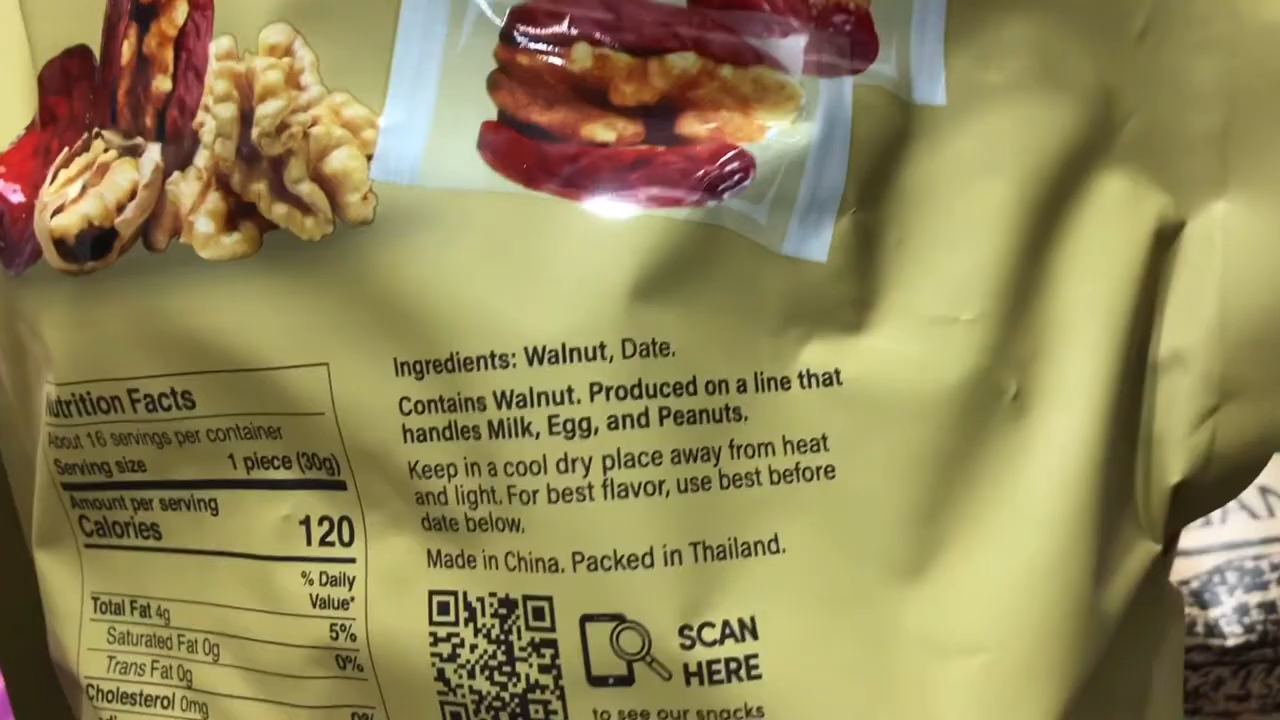 Ingredients: Walnut, Date.
Contains Walnut. Produced on a line that
handles Milk, Egg, and Peanuts.
Keep in a cool dry place away from heat
and light. For best flavor, use best before
date below.
Made in China. Packed in Thailand.
SCAN
HERE
to see our snacks
Nutrition Facts
About 16 servings per container
Serving size 1 piece (30g)
Amount per serving
Calories 120
% Daily
Value*
Total Fat 4g 5%
Saturated Fat 0g 0%
Trans Fat 0g
Cholesterol 0mg 0%